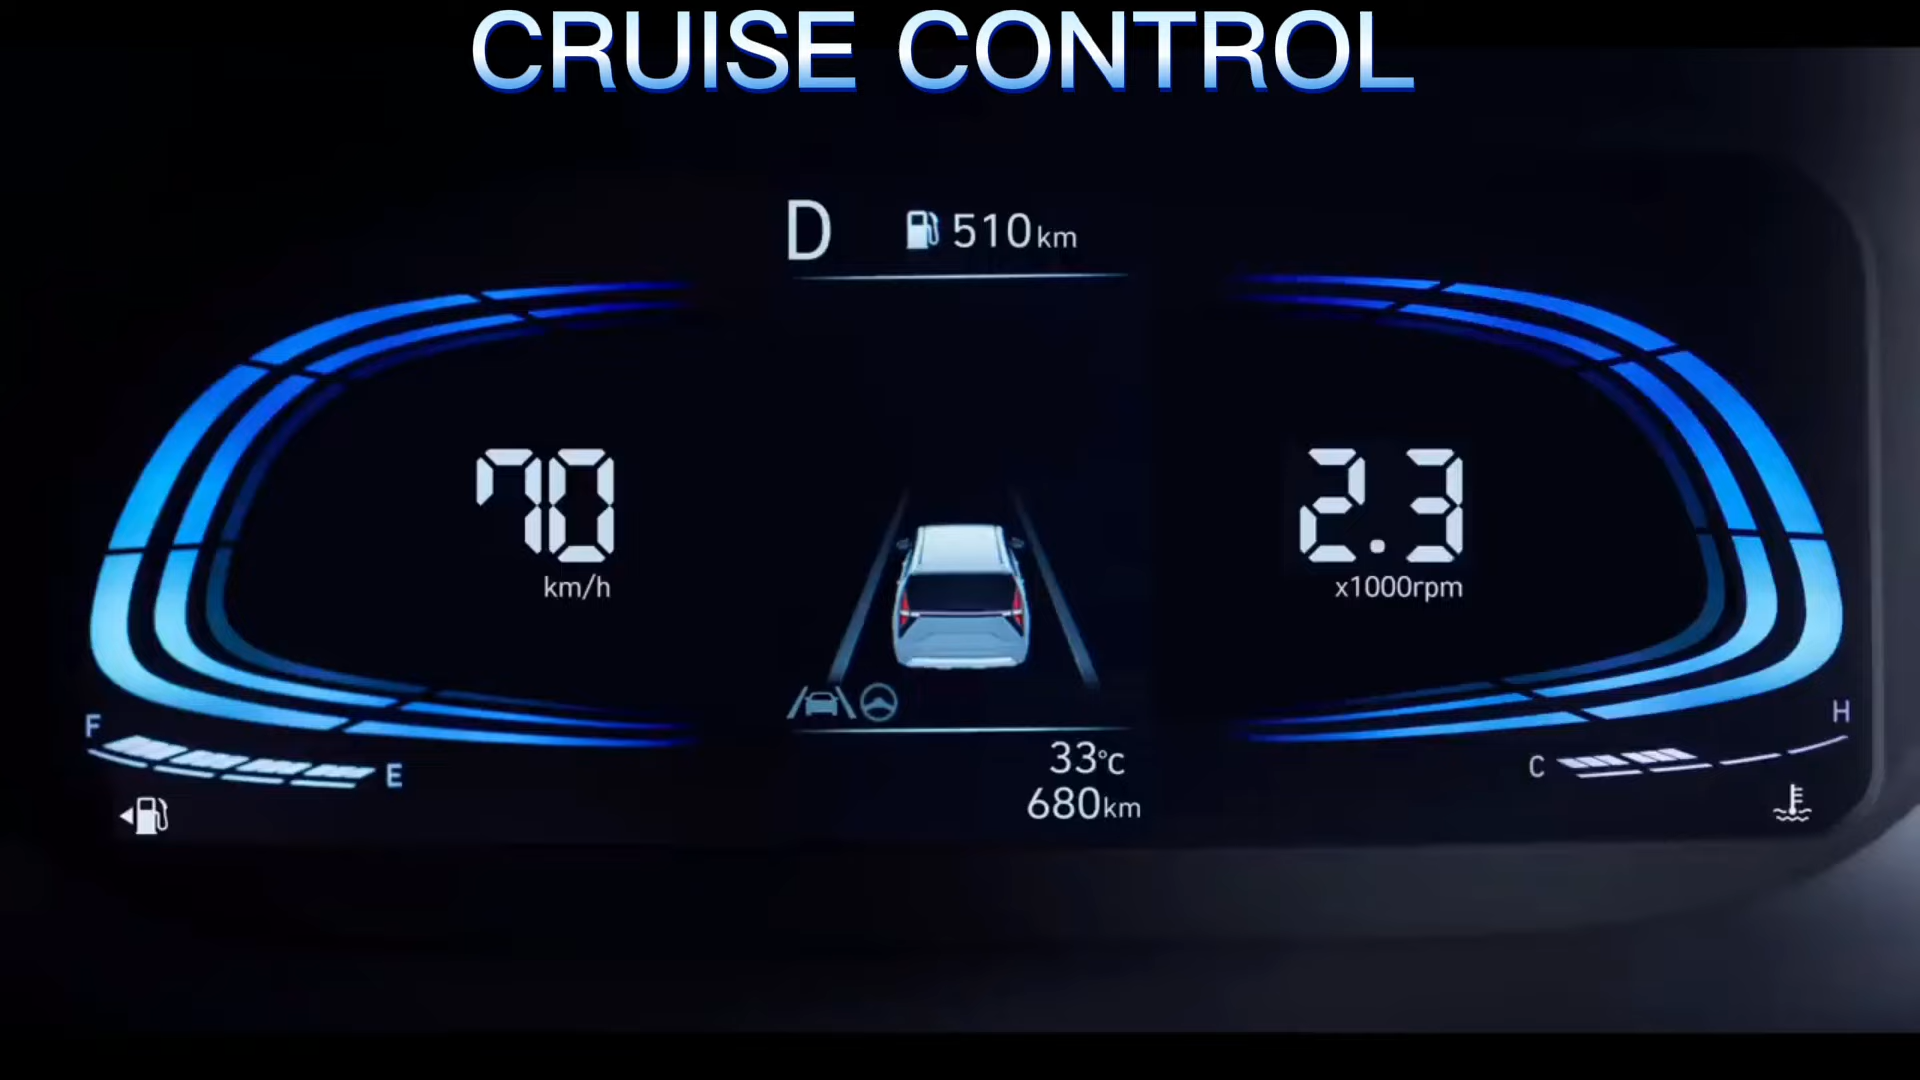 CRUISE CONTROL
D 510km
70
km/h
2.3
x1000rpm
F
E
33°C
680km
C
H